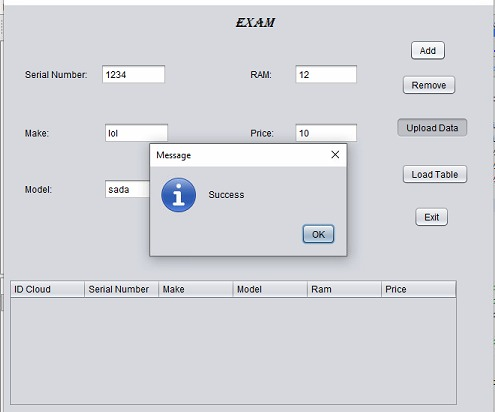 EXAM
Add
Serial Number: 1234 RAM: 12
Remove
Make: lol Price: 10
Upload Data
Message
Load Table
Model: sada
Success
Exit
OK
ID Cloud Serial Number Make Model Ram Price